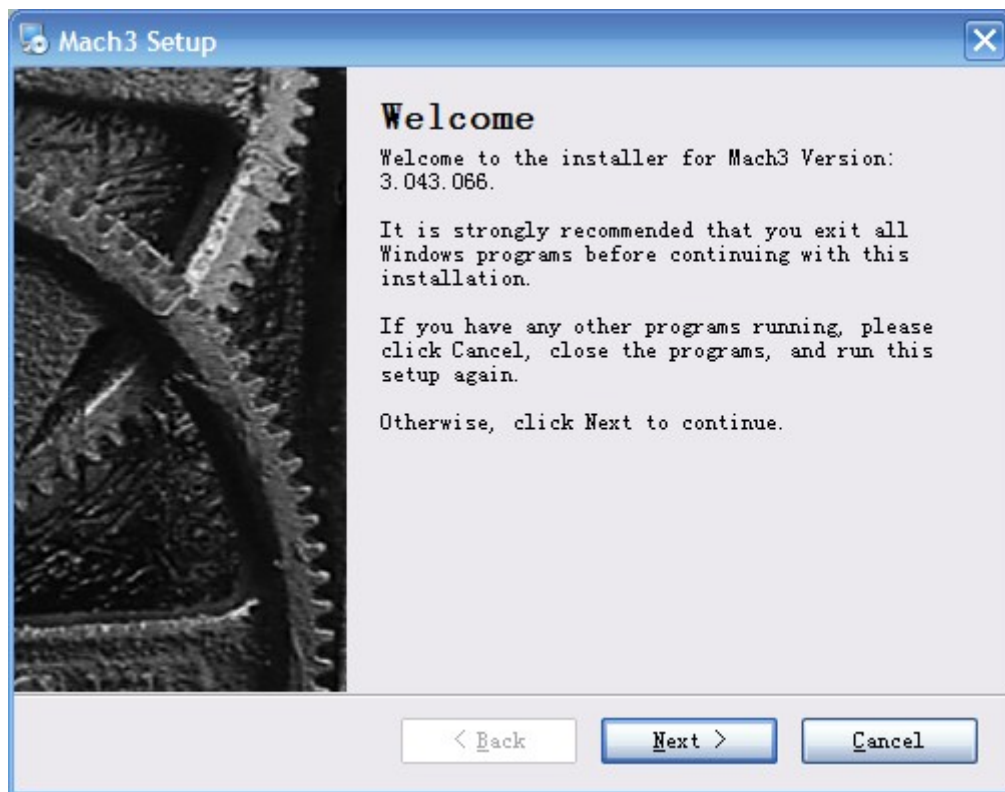 Mach3 Setup
Welcome
Welcome to the installer for Mach3 Version:
3.043.066.
It is strongly recommended that you exit all
Windows programs before continuing with this
installation.
If you have any other programs running, please
click Cancel, close the programs, and run this
setup again.
Otherwise, click Next to continue.
< Back
Next >
Cancel